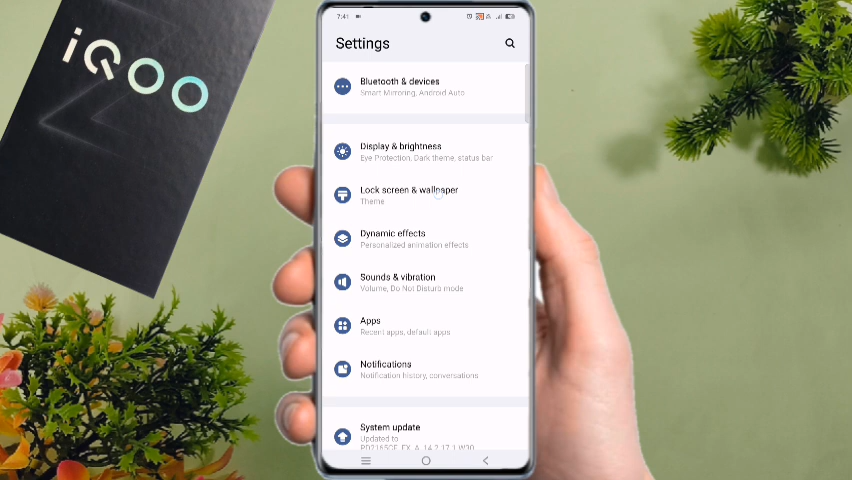 iQOO
7:41
Settings
Bluetooth & devices
Smart Mirroring, Android Auto
Display & brightness
Eye Protection, Dark theme, status bar
Lock screen & wallpaper
Theme
Dynamic effects
Personalized animation effects
Sounds & vibration
Volume, Do Not Disturb mode
Apps
Recent apps, default apps
Notifications
Notification history, conversations
System update
Updated to